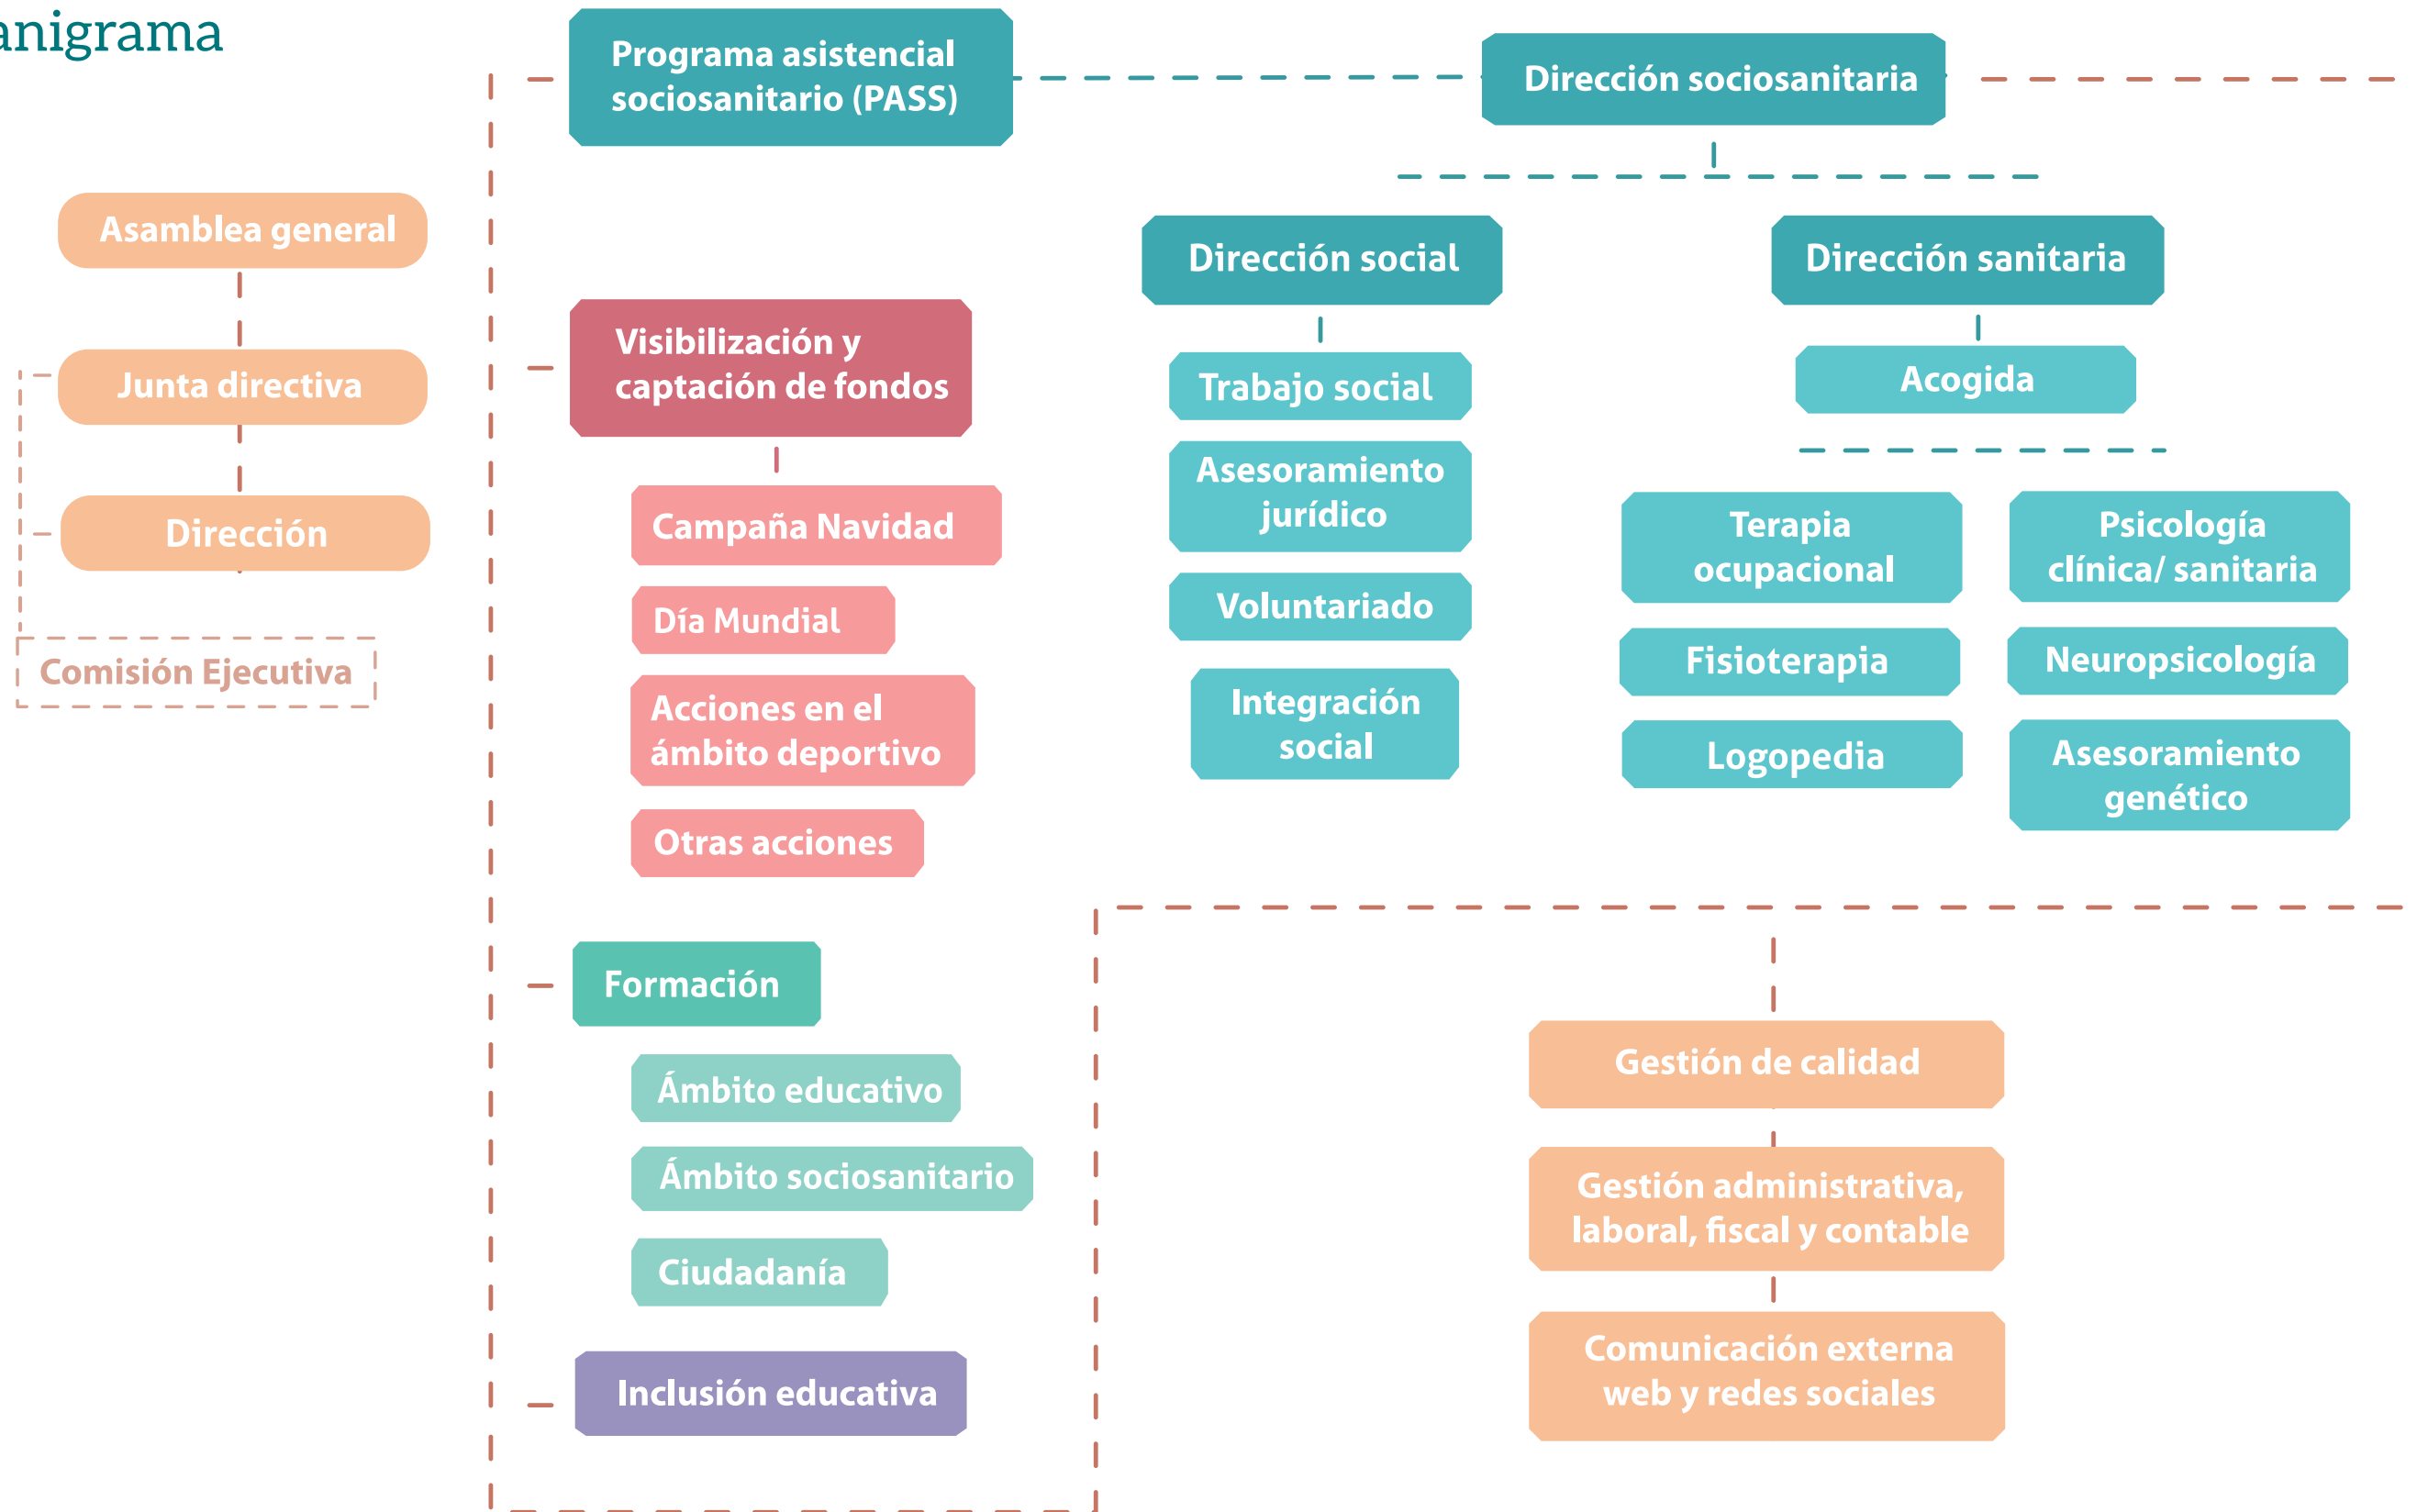 anigrama
Asamblea general
Junta directiva
Dirección
Comisión Ejecutiva
Programa asistencial
sociosanitario (PASS)
Visibilización y
captación de fondos
Campaña Navidad
Día Mundial
Acciones en el
ámbito deportivo
Otras acciones
Formación
Ámbito educativo
Ámbito sociosanitario
Ciudadanía
Inclusión educativa
Dirección sociosanitaria
Dirección social
Trabajo social
Asesoramiento
jurídico
Voluntariado
Integración
social
Dirección sanitaria
Acogida
Terapia
ocupacional
Fisioterapia
Logopedia
Psicología
clínica/ sanitaria
Neuropsicología
Asesoramiento
genético
Gestión de calidad
Gestión administrativa,
laboral, fiscal y contable
Comunicación externa
web y redes sociales